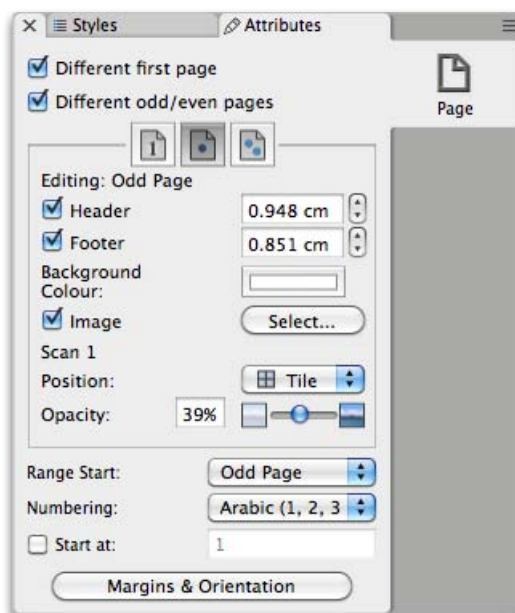 Styles
Attributes
Different first page
Page
Different odd/even pages
1
Editing: Odd Page
Header 0.948 cm
Footer 0.851 cm
Background
Colour:
Image Select...
Scan 1
Position: Tile
Opacity: 39%
Range Start: Odd Page
Numbering: Arabic (1, 2, 3
Start at: 1
Margins & Orientation